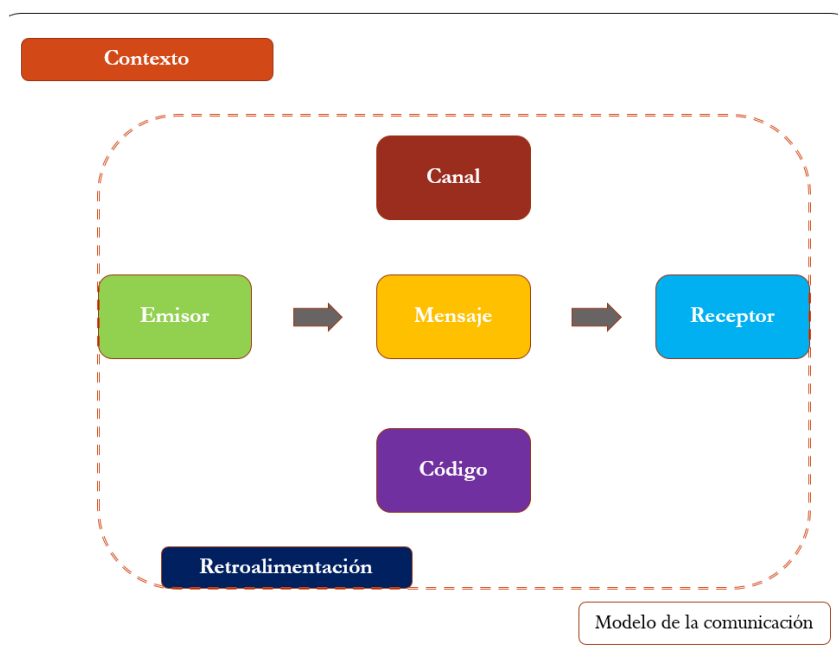 Contexto
Canal
Emisor
Mensaje
Receptor
Código
Retroalimentación
Modelo de la comunicación